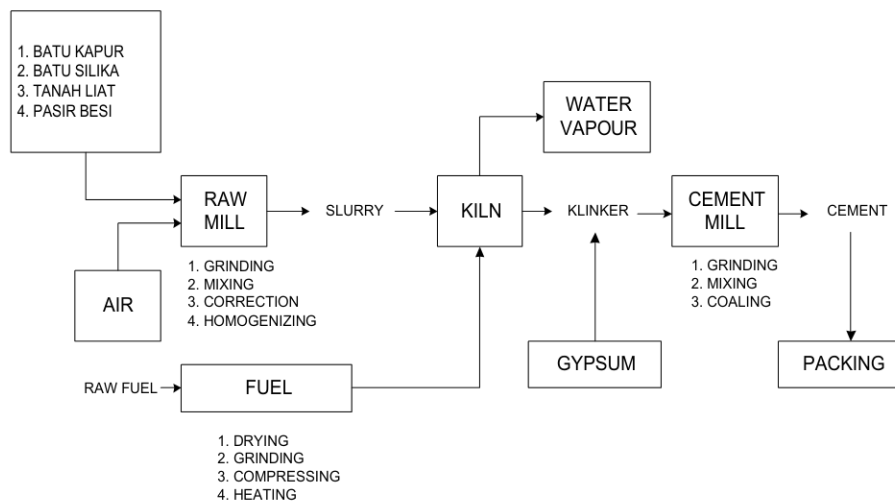 1. BATU KAPUR
2. BATU SILIKA
3. TANAH LIAT
4. PASIR BESI
WATER
VAPOUR
RAW
MILL
SLURRY
KILN
KLINKER
CEMENT
MILL
CEMENT
AIR
1. GRINDING
2. MIXING
3. CORRECTION
4. HOMOGENIZING
1. GRINDING
2. MIXING
3. COALING
RAW FUEL
FUEL
GYPSUM
PACKING
1. DRYING
2. GRINDING
3. COMPRESSING
4. HEATING